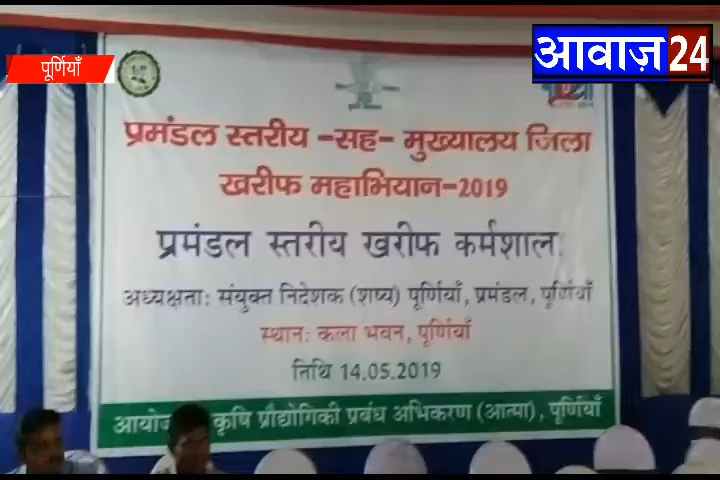 पूर्णियाँ
आवाज़ 24
प्रमंडल स्तरीय -सह- मुख्यालय जिला
खरीफ महाभियान-2019
प्रमंडल स्तरीय खरीफ कर्मशाला
अध्यक्षताः संयुक्त निदेशक (शष्य) पूर्णियाँ, प्रमंडल, पूर्णियाँ
स्थानः कला भवन, पूर्णियाँ
तिथि 14.05.2019
कृषि प्रौद्योगिकी प्रबंध अभिकरण (आत्मा), पूर्णियाँ